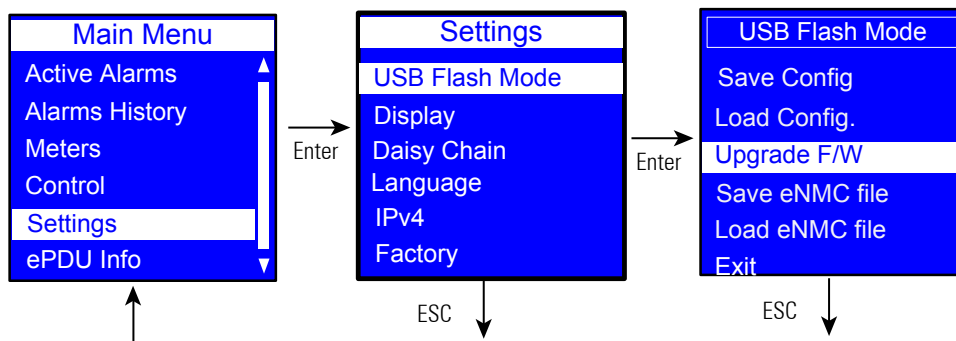 Main Menu
Active Alarms
Alarms History
Meters
Control
Settings
ePDU Info
Enter
Settings
USB Flash Mode
Display
Daisy Chain
Language
IPv4
Factory
ESC
Enter
USB Flash Mode
Save Config
Load Config.
Upgrade F/W
Save eNMC file
Load eNMC file
Exit
ESC